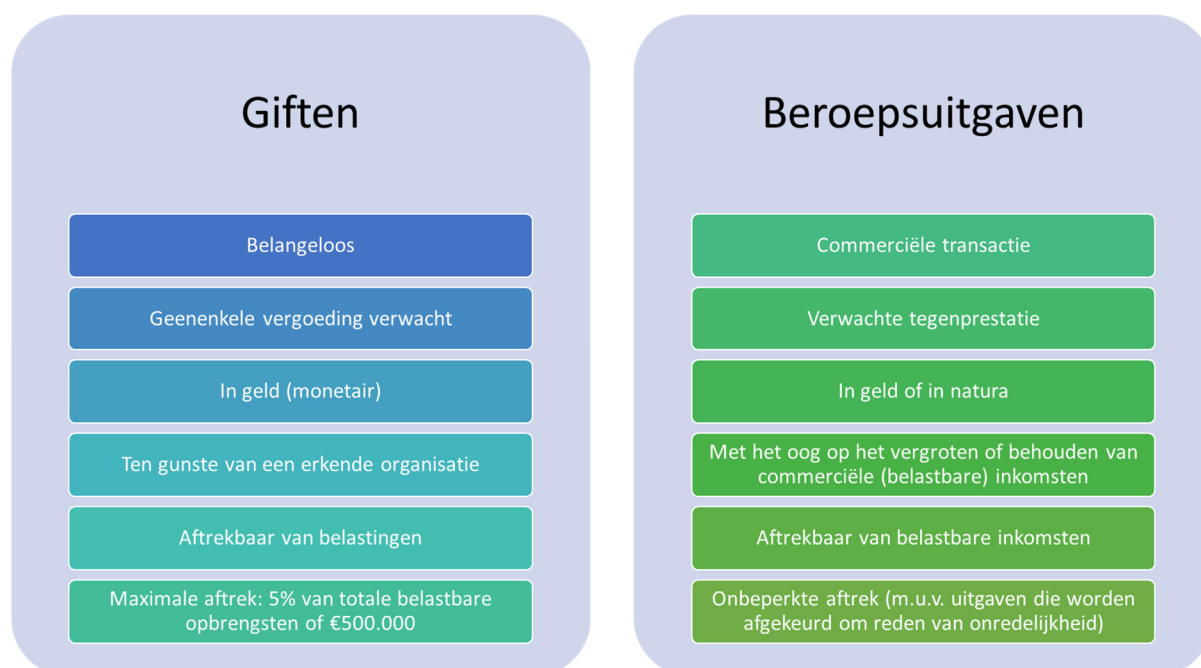 Giften
Belangeloos
Geenenkele vergoeding verwacht
In geld (monetair)
Ten gunste van een erkende organisatie
Aftrekbaar van belastingen
Maximale aftrek: 5% van totale belastbare
opbrengsten of €500.000
Beroepsuitgaven
Commerciële transactie
Verwachte tegenprestatie
In geld of in natura
Met het oog op het vergroten of behouden van
commerciële (belastbare) inkomsten
Aftrekbaar van belastbare inkomsten
Onbeperkte aftrek (m.u.v. uitgaven die worden
afgekeurd om reden van onredelijkheid)